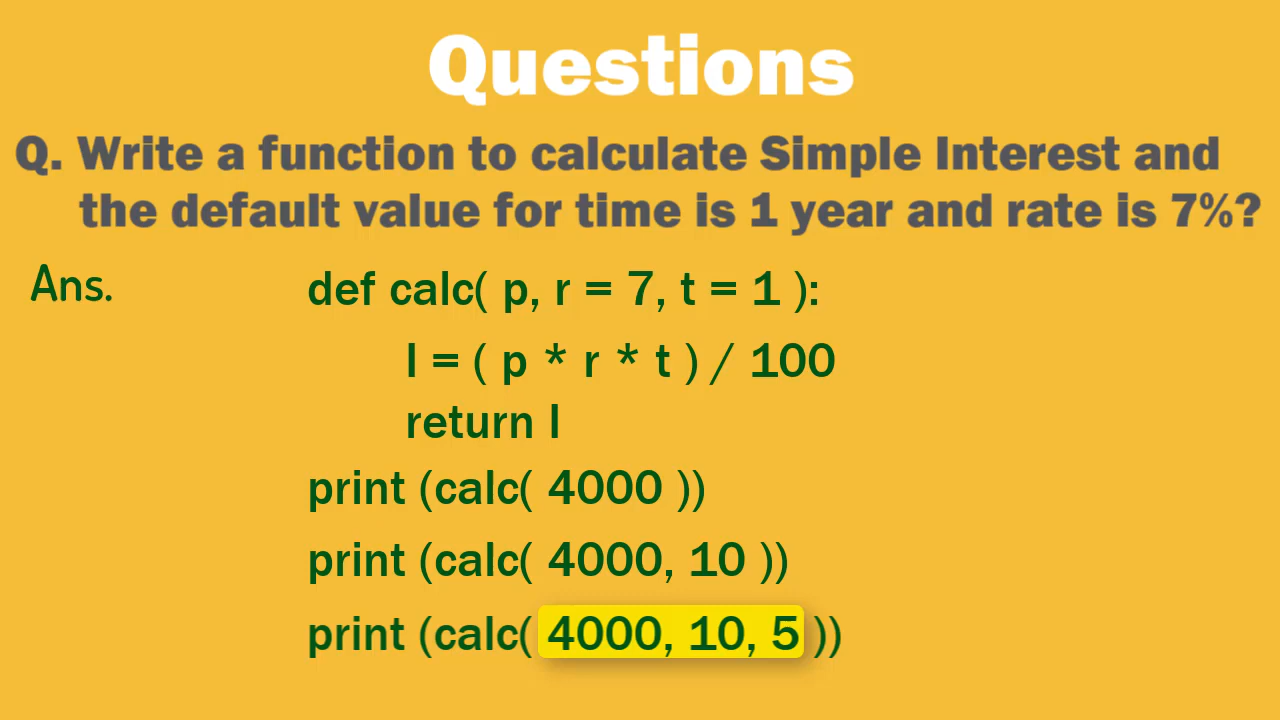 Questions
Q. Write a function to calculate Simple Interest and
the default value for time is 1 year and rate is 7%?
Ans. def calc( p, r = 7, t = 1 ):
I = ( p * r * t ) / 100
return I
print (calc( 4000 ))
print (calc( 4000, 10 ))
print (calc( 4000, 10, 5 ))